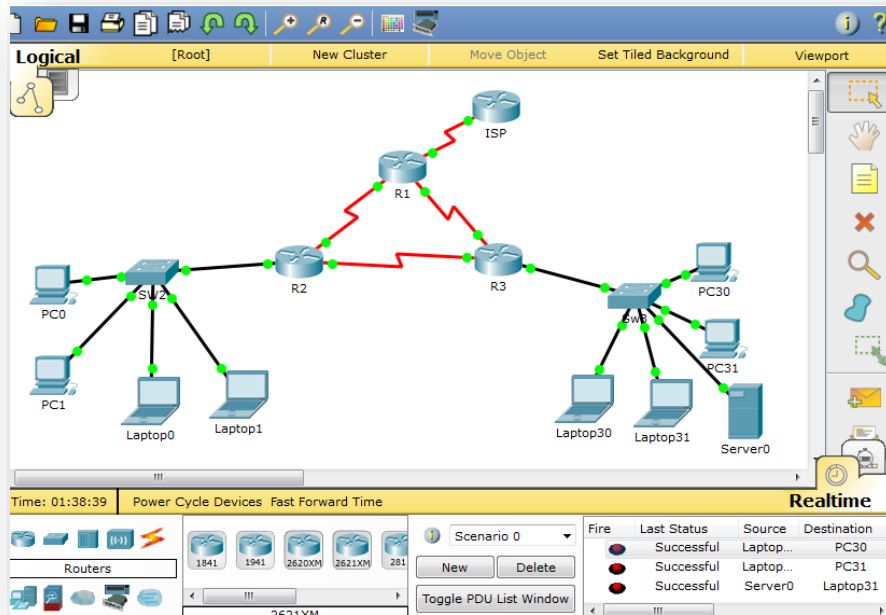 Logical [Root] New Cluster Move Object Set Tiled Background Viewport
ISP
R1
R2
R3
SW2
PC0
PC1
Laptop0
Laptop1
PC30
Sw3
PC31
Laptop30
Laptop31
Server0
Time: 01:38:39 Power Cycle Devices Fast Forward Time Realtime
Routers
1841 1941 2620XM 2621XM 281
2621XM
Scenario 0
New Delete
Toggle PDU List Window
Fire Last Status Source Destination
Successful Laptop... PC30
Successful Laptop... PC31
Successful Server0 Laptop31